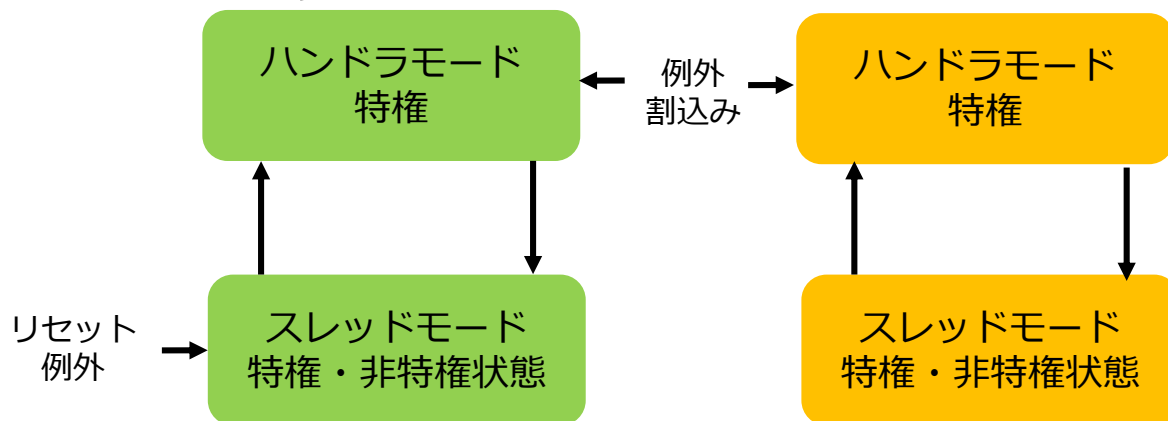 ハンドラモード
特権
例外
割込み
ハンドラモード
特権
リセット
例外
スレッドモード
特権・非特権状態
スレッドモード
特権・非特権状態